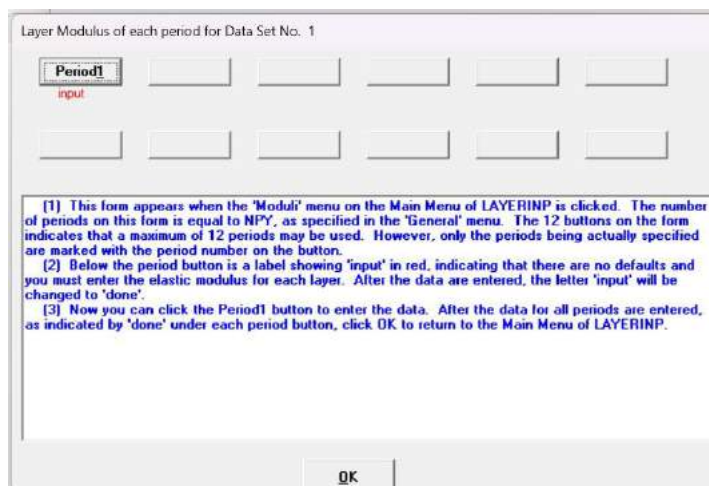 Layer Modulus of each period for Data Set No. 1
Period1
input
(1) This form appears when the 'Moduli' menu on the Main Menu of LAYERINP is clicked. The number
of periods on this form is equal to NPY, as specified in the 'General' menu. The 12 buttons on the form
indicates that a maximum of 12 periods may be used. However, only the periods being actually specified
are marked with the period number on the button.
(2) Below the period button is a label showing 'input' in red, indicating that there are no defaults and
you must enter the elastic modulus for each layer. After the data are entered, the letter 'input' will be
changed to 'done'.
(3) Now you can click the Period1 button to enter the data. After the data for all periods are entered,
as indicated by 'done' under each period button, click OK to return to the Main Menu of LAYERINP.
OK